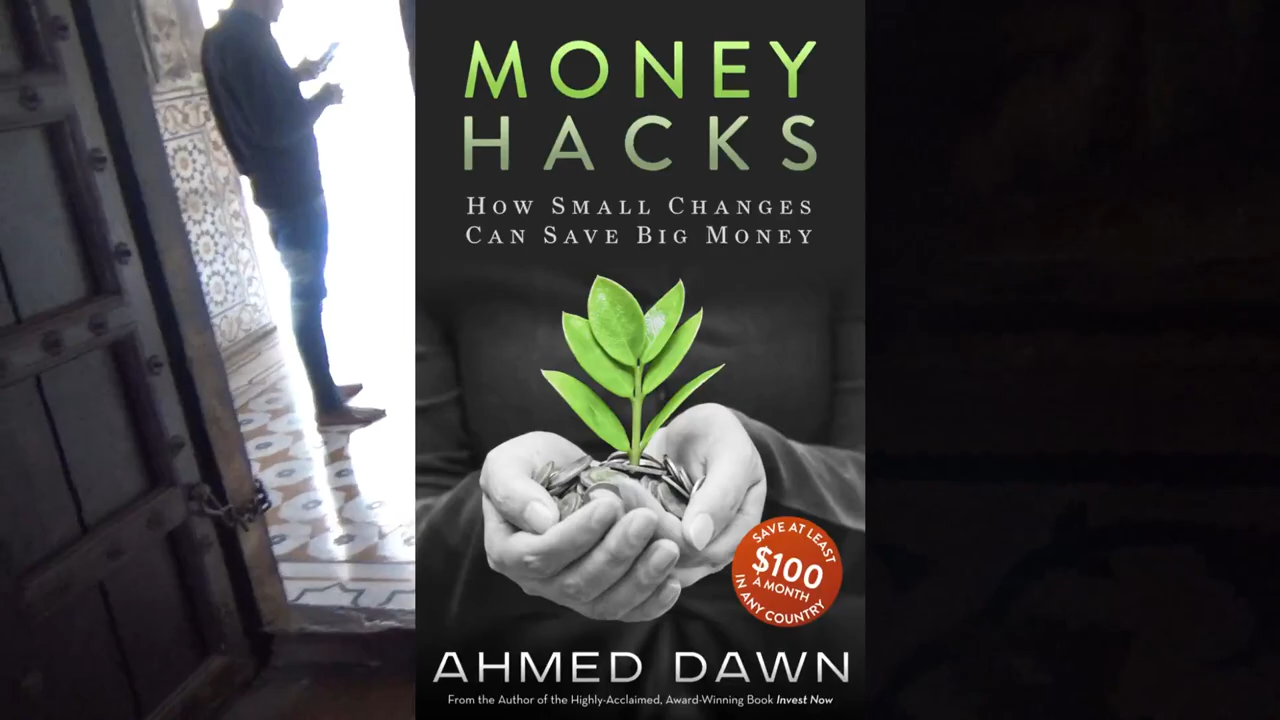 MONEY
HACKS
How Small Changes
Can Save Big Money
SAVE AT LEAST
$100
A MONTH
IN ANY COUNTRY
AHMED DAWN
From the Author of the Highly-Acclaimed, Award-Winning Book Invest Now